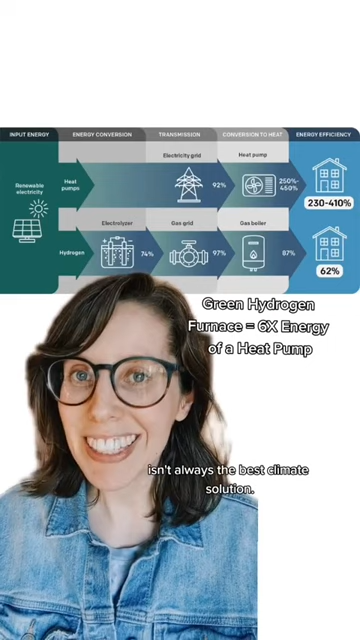 INPUT ENERGY ENERGY CONVERSION TRANSMISSION CONVERSION TO HEAT ENERGY EFFICIENCY
Electricity grid Heat pump
Renewable
electricity
Heat
pumps
92%
250%-
450%
230-410%
Electrolyzer Gas grid Gas boiler
Hydrogen
74%
97%
87%
62%
Green Hydrogen
Furnace = 6X Energy
of a Heat Pump
isn't always the best climate
solution.